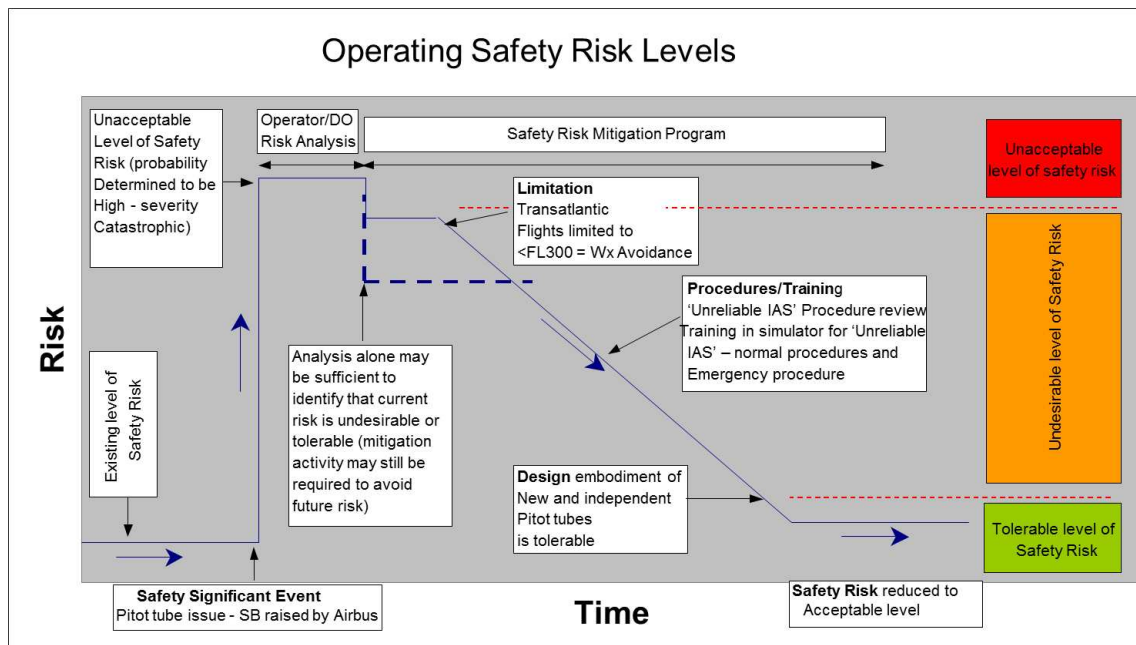 Operating Safety Risk Levels
Unacceptable
Level of Safety
Risk (probability
Determined to be
High - severity
Catastrophic)
Operator/DO
Risk Analysis
Safety Risk Mitigation Program
Unacceptable
level of safety risk
Limitation
Transatlantic
Flights limited to
<FL300 = Wx Avoidance
Procedures/Training
‘Unreliable IAS’ Procedure review
Training in simulator for ‘Unreliable
IAS’ – normal procedures and
Emergency procedure
Undesirable level of Safety Risk
Risk
Existing level of
Safety Risk
Analysis alone may
be sufficient to
identify that current
risk is undesirable or
tolerable (mitigation
activity may still be
required to avoid
future risk)
Design embodiment of
New and independent
Pitot tubes
is tolerable
Tolerable level of
Safety Risk
Safety Significant Event
Pitot tube issue - SB raised by Airbus
Time
Safety Risk reduced to
Acceptable level